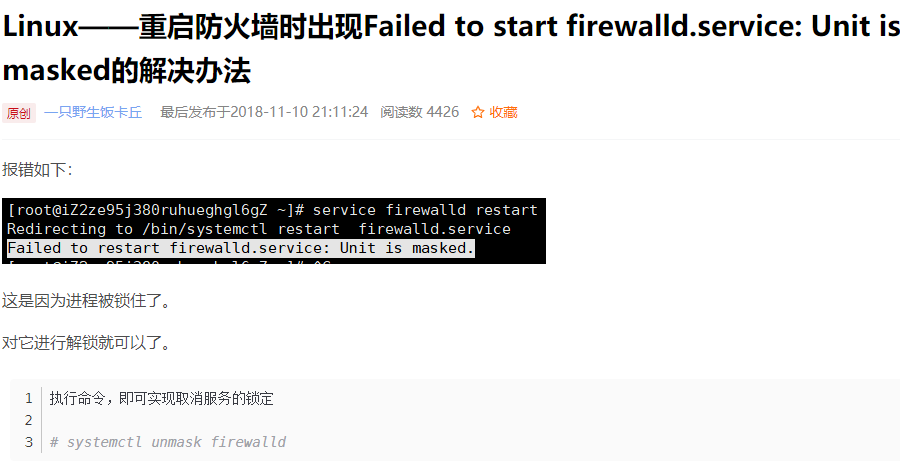 Linux——重启防火墙时出现Failed to start firewalld.service: Unit is
masked的解决办法
原创 一只野生饭卡丘 最后发布于2018-11-10 21:11:24 阅读数 4426 收藏
报错如下：
[root@iZ2ze95j380ruhueghgl6gZ ~]# service firewalld restart
Redirecting to /bin/systemctl restart  firewalld.service
Failed to restart firewalld.service: Unit is masked.
这是因为进程被锁住了。
对它进行解锁就可以了。
1 执行命令，即可实现取消服务的锁定
2
3 # systemctl unmask firewalld